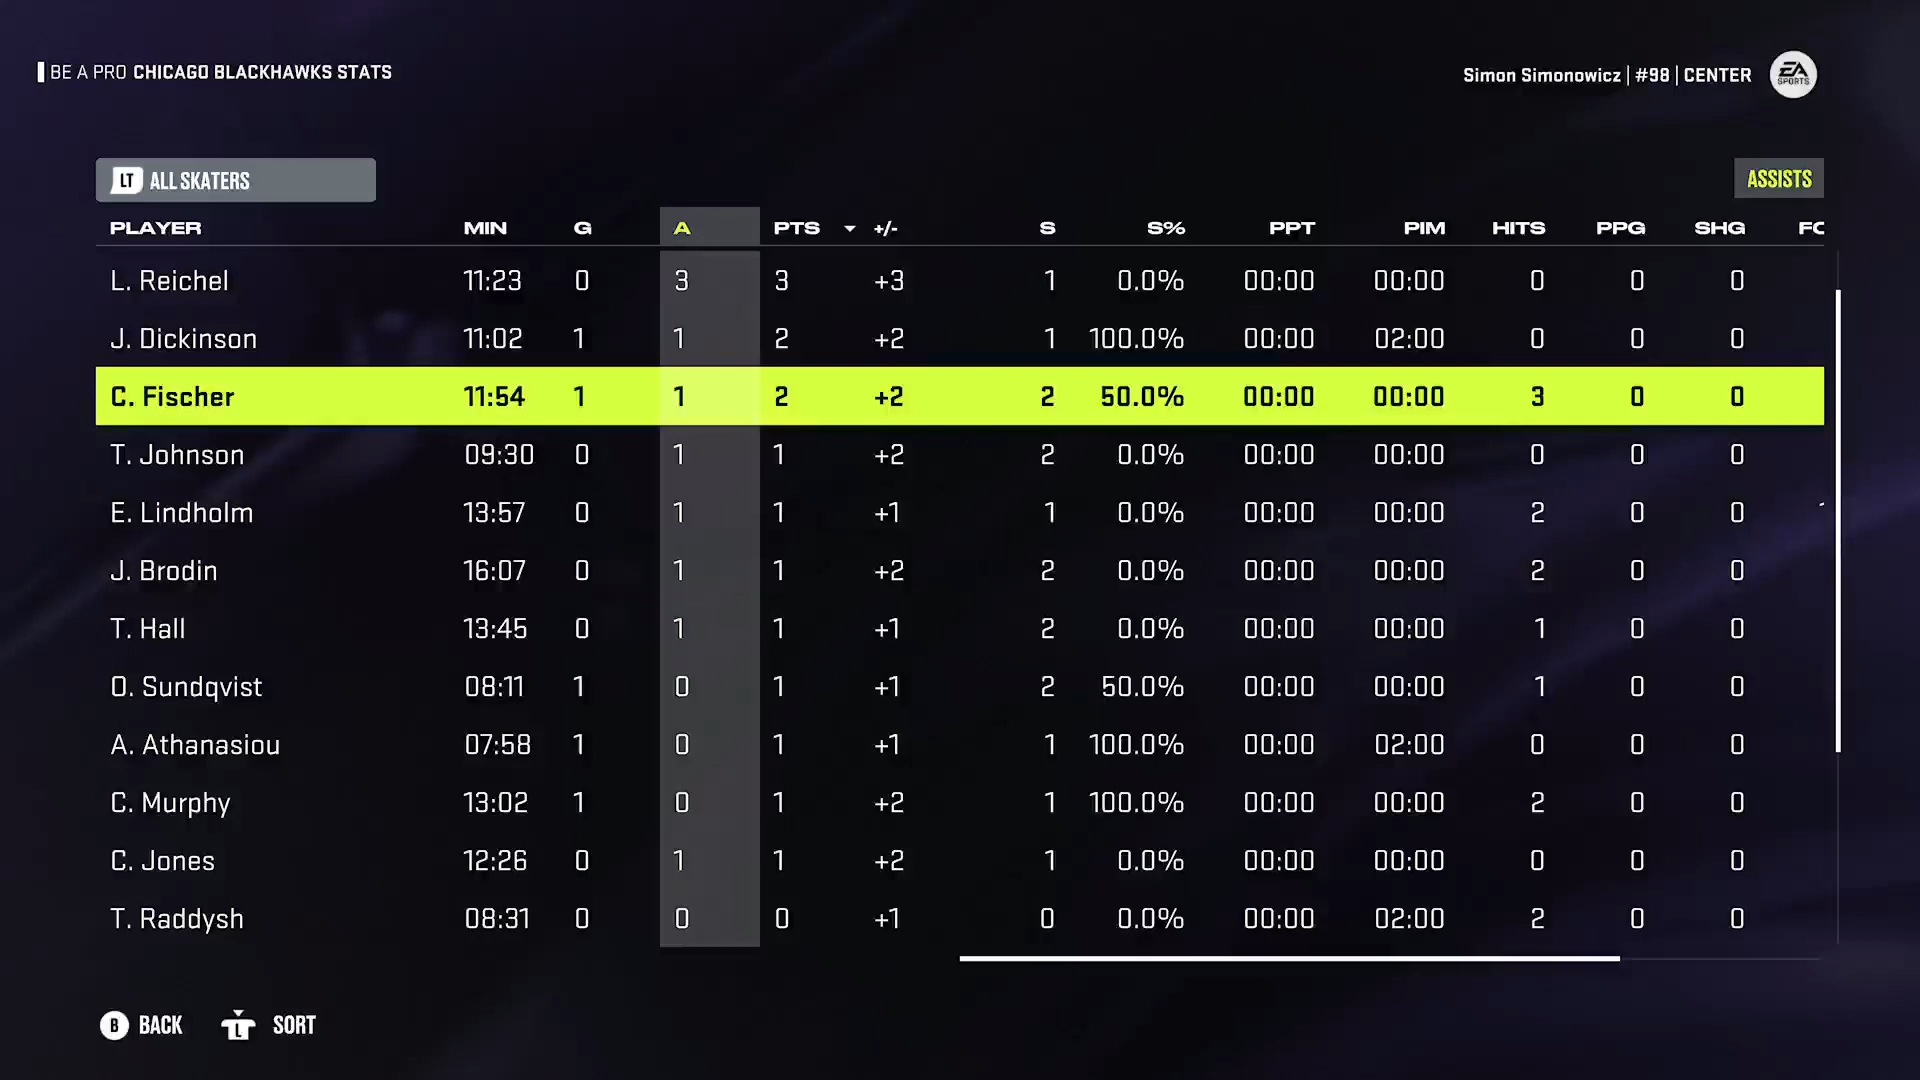 BE A PRO CHICAGO BLACKHAWKS STATS
Simon Simonowicz | #98 | CENTER
EA SPORTS
LT ALL SKATERS
ASSISTS
PLAYER MIN G A PTS +/- S S% PPT PIM HITS PPG SHG
L. Reichel 11:23 0 3 3 +3 1 0.0% 00:00 00:00 0 0 0
J. Dickinson 11:02 1 1 2 +2 1 100.0% 00:00 02:00 0 0 0
C. Fischer 11:54 1 1 2 +2 2 50.0% 00:00 00:00 3 0 0
T. Johnson 09:30 0 1 1 +2 2 0.0% 00:00 00:00 0 0 0
E. Lindholm 13:57 0 1 1 +1 1 0.0% 00:00 00:00 2 0 0
J. Brodin 16:07 0 1 1 +2 2 0.0% 00:00 00:00 2 0 0
T. Hall 13:45 0 1 1 +1 2 0.0% 00:00 00:00 1 0 0
O. Sundqvist 08:11 1 0 1 +1 2 50.0% 00:00 00:00 1 0 0
A. Athanasiou 07:58 1 0 1 +1 1 100.0% 00:00 02:00 0 0 0
C. Murphy 13:02 1 0 1 +2 1 100.0% 00:00 00:00 2 0 0
C. Jones 12:26 0 1 1 +2 1 0.0% 00:00 00:00 0 0 0
T. Raddysh 08:31 0 0 0 +1 0 0.0% 00:00 02:00 2 0 0
B BACK L SORT